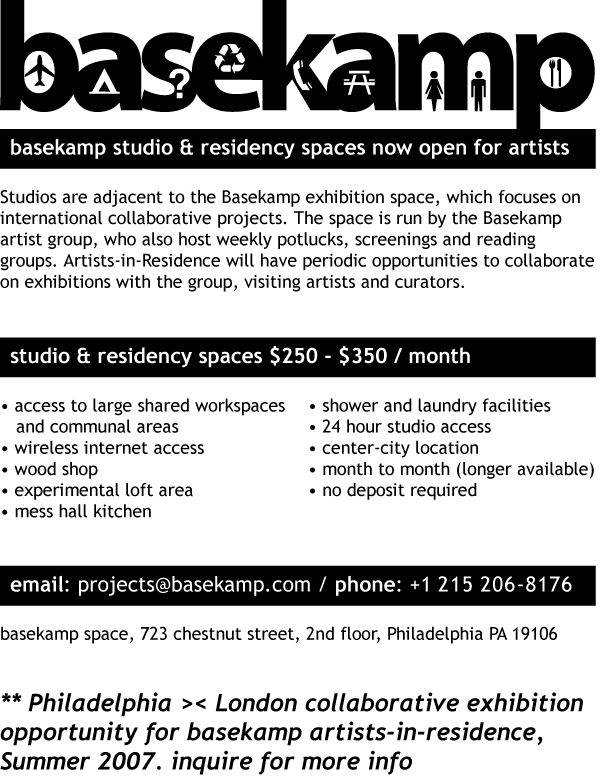 basekamp
basekamp studio & residency spaces now open for artists
Studios are adjacent to the Basekamp exhibition space, which focuses on
international collaborative projects. The space is run by the Basekamp
artist group, who also host weekly potlucks, screenings and reading
groups. Artists-in-Residence will have periodic opportunities to collaborate
on exhibitions with the group, visiting artists and curators.
studio & residency spaces $250 - $350 / month
• access to large shared workspaces
and communal areas
• wireless internet access
• wood shop
• experimental loft area
• mess hall kitchen
• shower and laundry facilities
• 24 hour studio access
• center-city location
• month to month (longer available)
• no deposit required
email: projects@basekamp.com / phone: +1 215 206-8176
basekamp space, 723 chestnut street, 2nd floor, Philadelphia PA 19106
** Philadelphia >< London collaborative exhibition
opportunity for basekamp artists-in-residence,
Summer 2007. inquire for more info